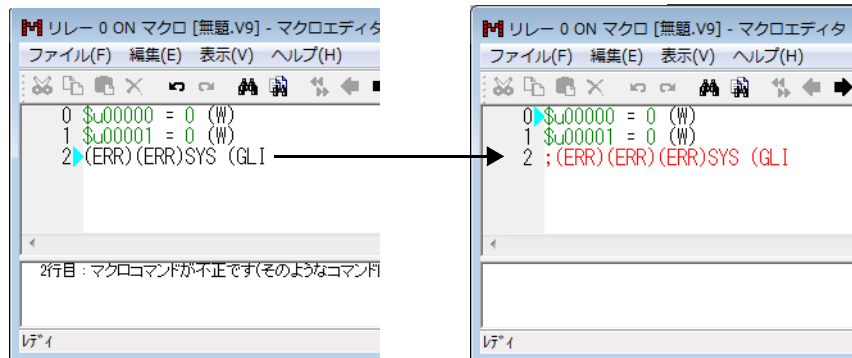 リレー 0 ON マクロ [無題.V9] - マクロエディタ
ファイル(F) 編集(E) 表示(V) ヘルプ(H)
0 $u00000 = 0 (W)
1 $u00001 = 0 (W)
2 (ERR)(ERR)SYS (GLI
2行目 : マクロコマンドが不正です(そのようなコマンド
ﾚﾃﾞｨ
リレー 0 ON マクロ [無題.V9] - マクロエディタ
ファイル(F) 編集(E) 表示(V) ヘルプ(H)
0 $u00000 = 0 (W)
1 $u00001 = 0 (W)
2 ;(ERR)(ERR)(ERR)SYS (GLI
ﾚﾃﾞｨ